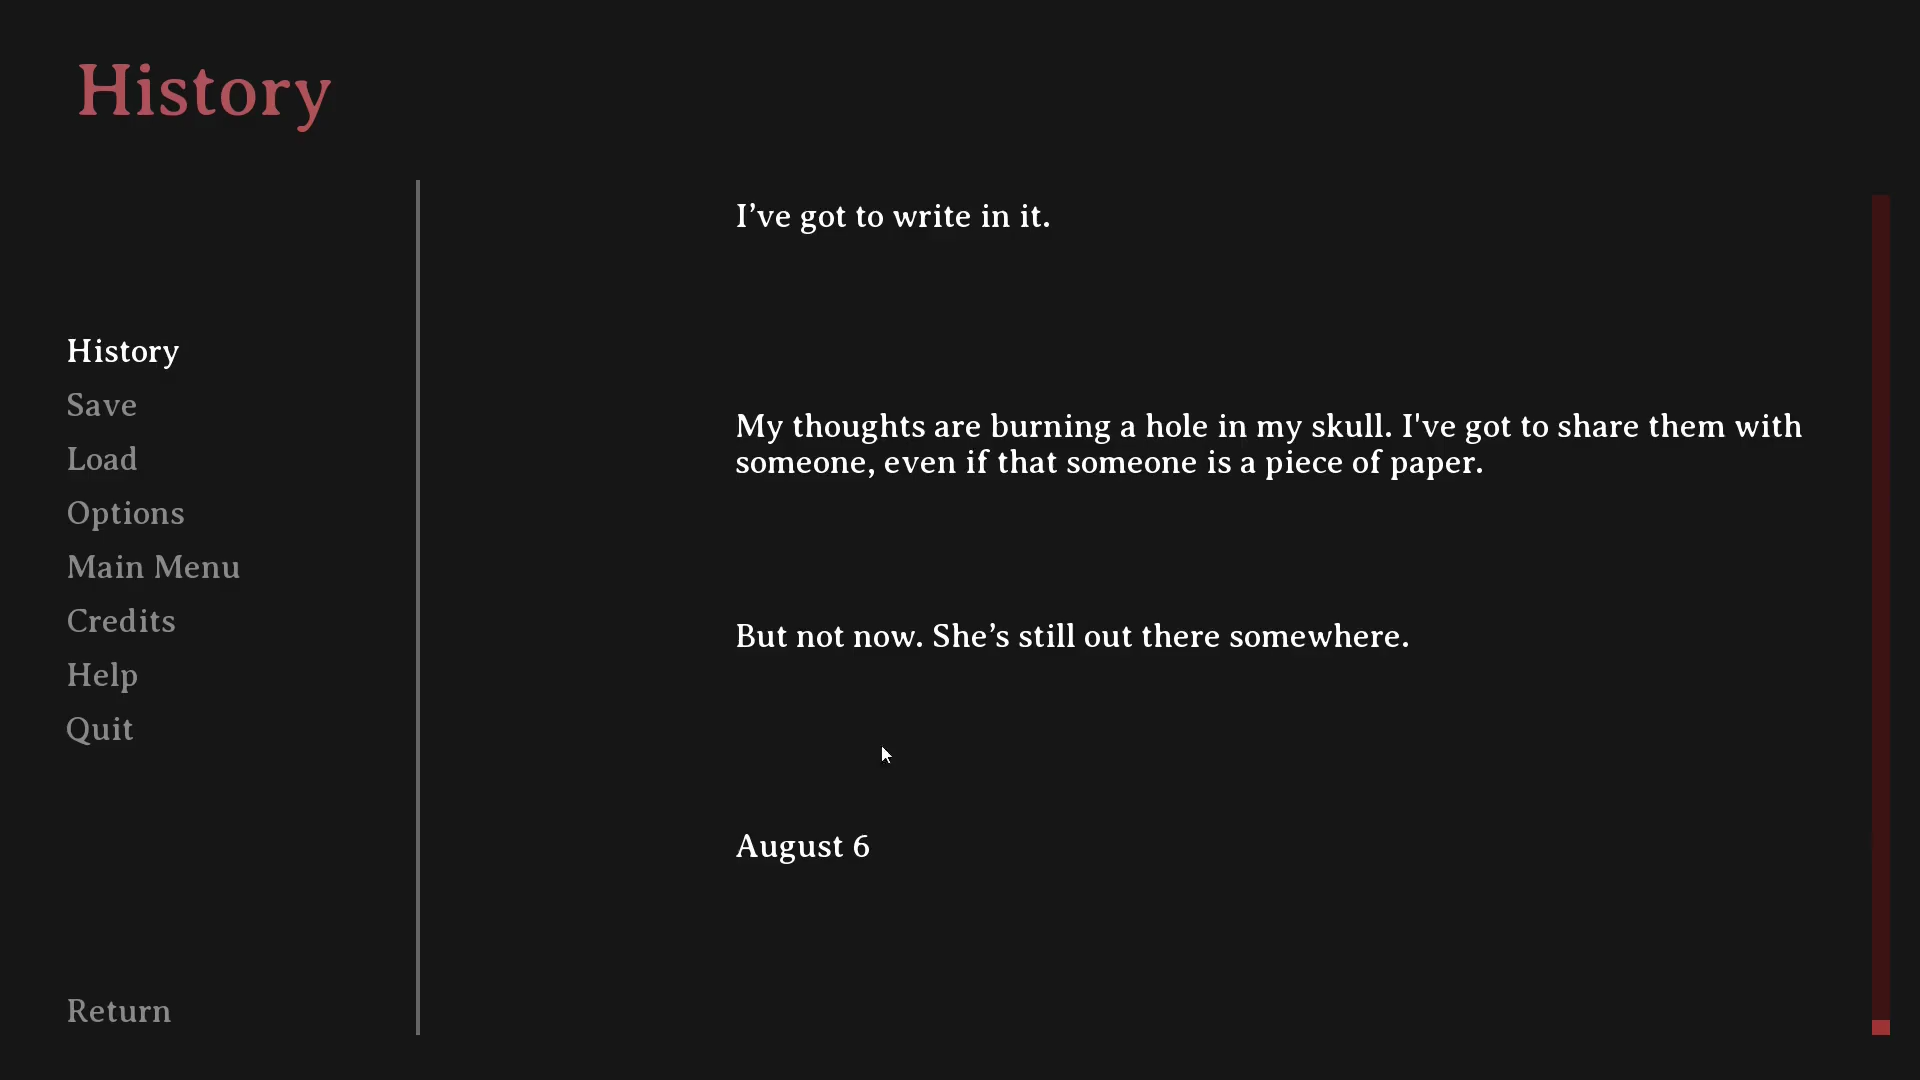 History
History
Save
Load
Options
Main Menu
Credits
Help
Quit
Return
I’ve got to write in it.
My thoughts are burning a hole in my skull. I've got to share them with
someone, even if that someone is a piece of paper.
But not now. She’s still out there somewhere.
August 6